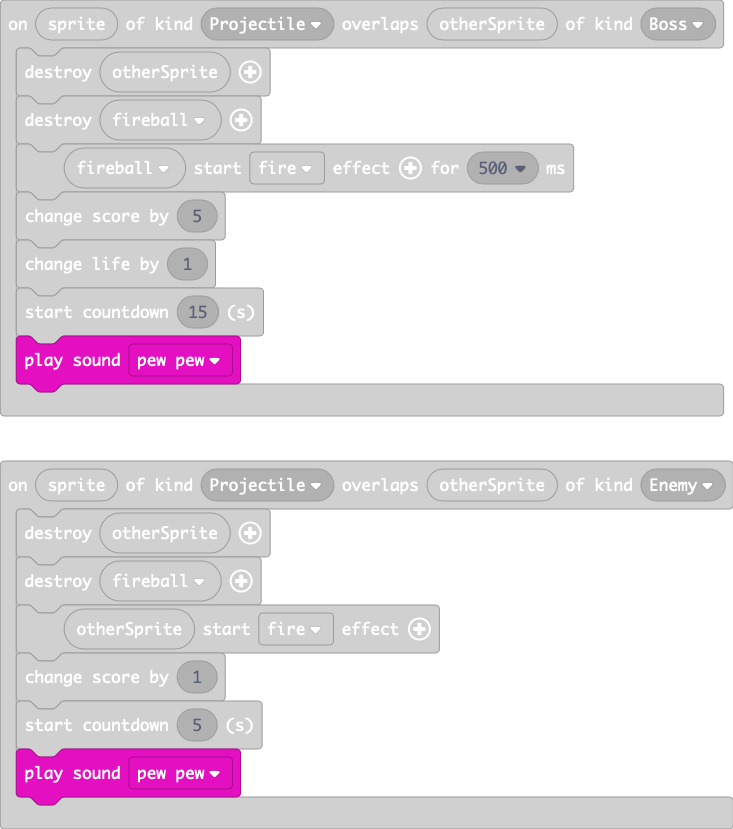 on sprite of kind Projectile overlaps otherSprite of kind Boss
destroy otherSprite
destroy fireball
fireball start fire effect for 500 ms
change score by 5
change life by 1
start countdown 15 (s)
play sound pew pew
on sprite of kind Projectile overlaps otherSprite of kind Enemy
destroy otherSprite
destroy fireball
otherSprite start fire effect
change score by 1
start countdown 5 (s)
play sound pew pew